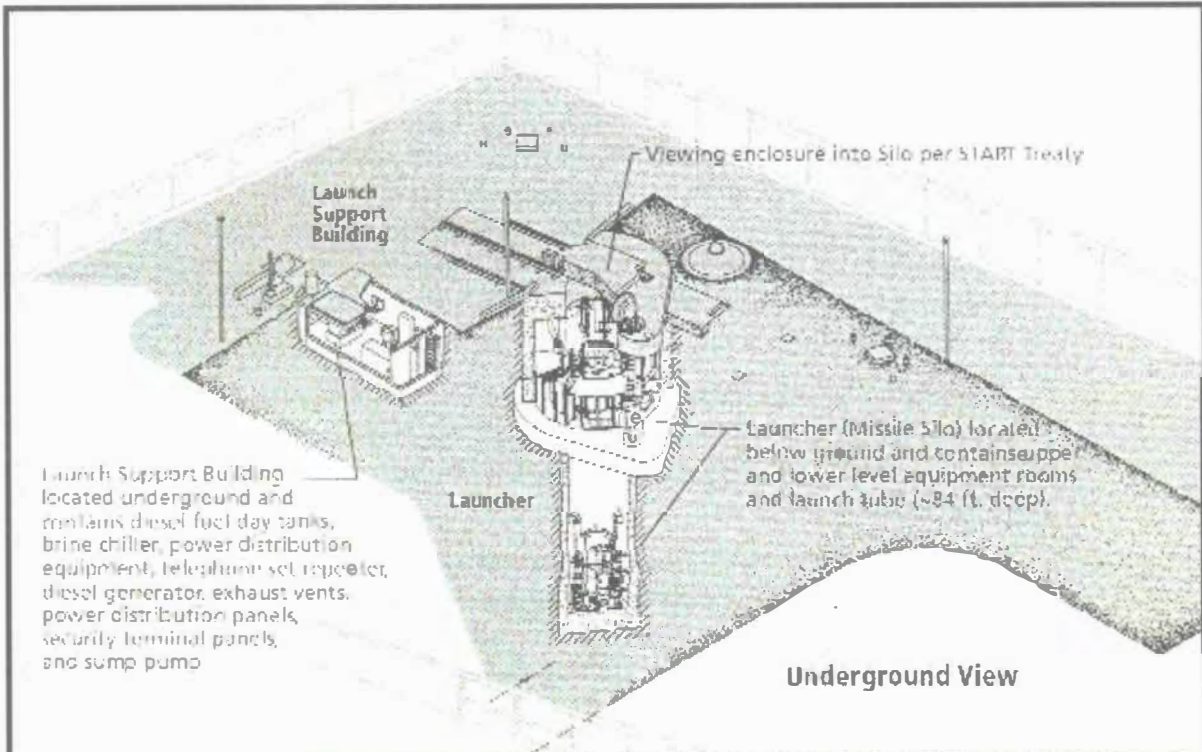 Viewing enclosure into Silo per START Treaty
Launch
Support
Building
Launcher (Missile Silo) located
below ground and contains upper
and lower level equipment rooms
and launch tube (~84 ft. deep).
Launcher
Launch Support Building
located underground and
contains diesel fuel day tanks,
brine chiller, power distribution
equipment, telephone set repeater,
diesel generator, exhaust vents,
power distribution panels,
security terminal panels,
and sump pump
Underground View